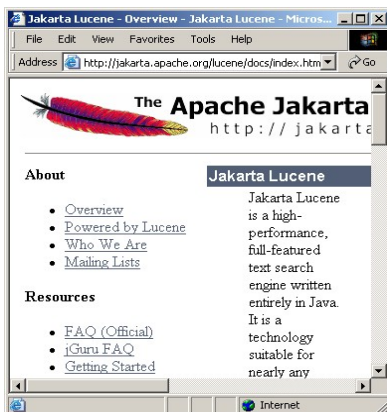 Jakarta Lucene - Overview - Jakarta Lucene - Micros...
File Edit View Favorites Tools Help
Address http://jakarta.apache.org/lucene/docs/index.htm Go
The Apache Jakarta
http://jakarta
About
Overview
Powered by Lucene
Who We Are
Mailing Lists
Resources
FAQ (Official)
jGuru FAQ
Getting Started
Jakarta Lucene
Jakarta Lucene
is a high-
performance,
full-featured
text search
engine written
entirely in Java.
It is a
technology
suitable for
nearly any
Internet